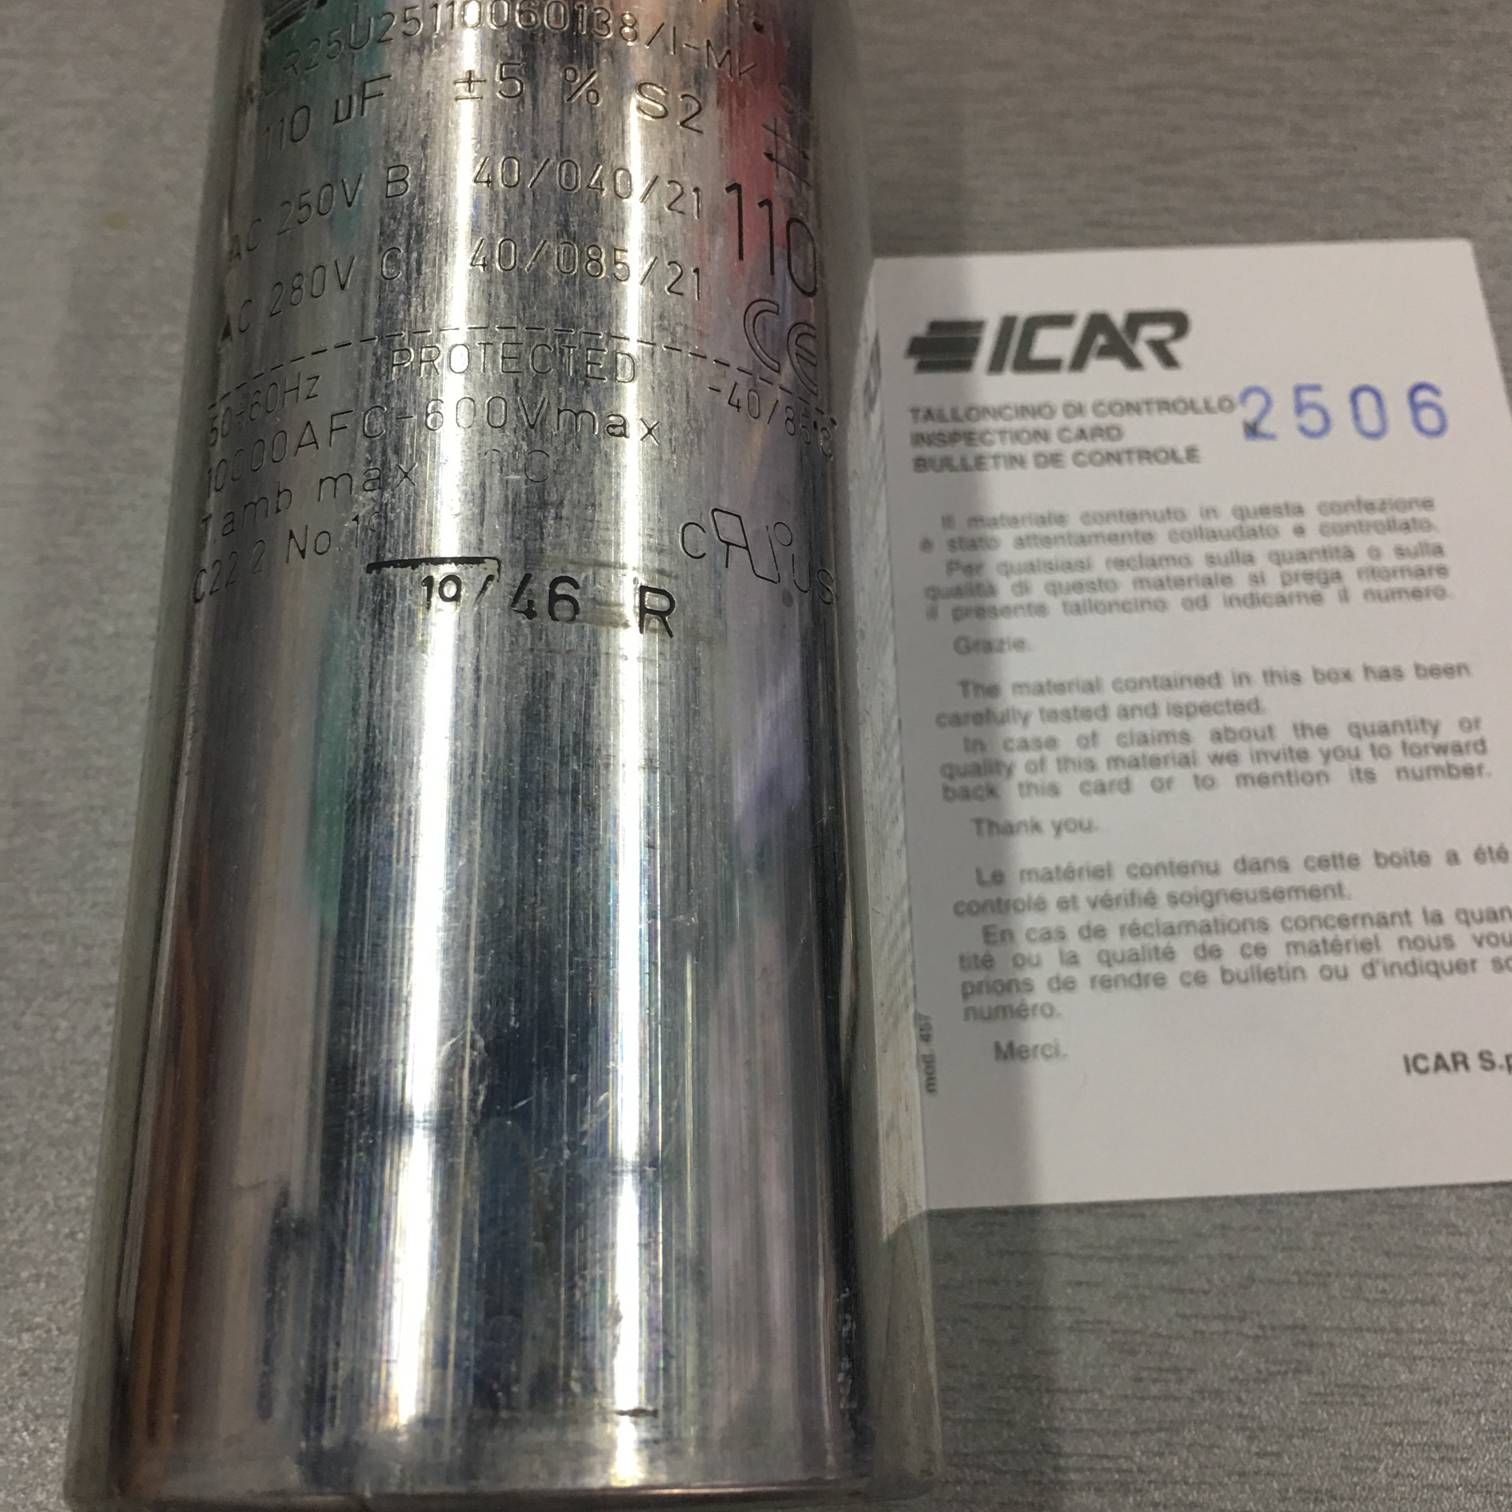 R25U25110060138/I-MK
110 uF ±5 % S2
AC 250V B 40/040/21
AC 280V C 40/085/21
110
CE
PROTECTED
50÷60Hz
-40/85
10000AFC-600Vmax
Tamb max °C
C22.2 No.
c US
/46 R
ICAR
TALLONCINO DI CONTROLLO 2506
INSPECTION CARD
BULLETIN DE CONTROLE
Il materiale contenuto in questa confezione
è stato attentamente collaudato e controllato.
Per qualsiasi reclamo sulla quantità o sulla
qualità di questo materiale si prega ritornare
il presente talloncino od indicarne il numero.
Grazie.
The material contained in this box has been
carefully tested and ispected.
In case of claims about the quantity or
quality of this material we invite you to forward
back this card or to mention its number.
Thank you.
Le matériel contenu dans cette boite a été
controlé et vérifié soigneusement.
En cas de réclamations concernant la quan
tité ou la qualité de ce matériel nous vou
prions de rendre ce bulletin ou d'indiquer so
numéro.
Merci.
mod. 457
ICAR S.p